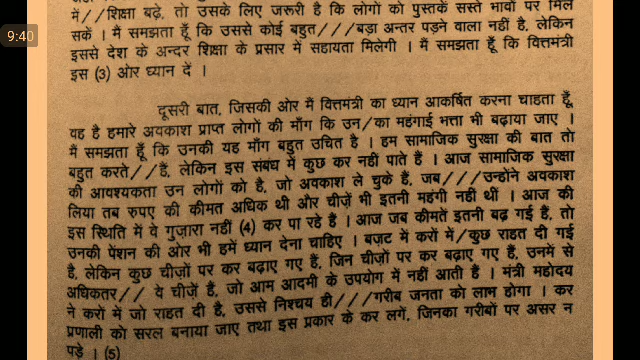 में//शिक्षा बढ़े, तो उसके लिए जरूरी है कि लोगों को पुस्तकें सस्ते भावों पर मिल
सकें । मैं समझता हूँ कि उससे कोई बहुत///बड़ा अन्तर पड़ने वाला नहीं है, लेकिन
9:40
इससे देश के अन्दर शिक्षा के प्रसार में सहायता मिलेगी । मैं समझता हूँ कि वित्तमंत्री
इस (3) ओर ध्यान दें ।
दूसरी बात, जिसकी ओर मैं वित्तमंत्री का ध्यान आकर्षित करना चाहता हूँ,
वह है हमारे अवकाश प्राप्त लोगों की माँग कि उन/का महंगाई भत्ता भी बढ़ाया जाए ।
मैं समझता हूँ कि उनकी यह माँग बहुत उचित है । हम सामाजिक सुरक्षा की बात तो
बहुत करते//हैं, लेकिन इस संबंध में कुछ कर नहीं पाते हैं । आज सामाजिक सुरक्षा
की आवश्यकता उन लोगों को है, जो अवकाश ले चुके हैं, जब///उन्होंने अवकाश
लिया तब रुपए की कीमत अधिक थी और चीज़ें भी इतनी महंगी नहीं थीं । आज की
इस स्थिति में वे गुज़ारा नहीं (4) कर पा रहे हैं । आज जब कीमतें इतनी बढ़ गई हैं, तो
उनकी पेंशन की ओर भी हमें ध्यान देना चाहिए । बज़ट में करों में/कुछ राहत दी गई
है, लेकिन कुछ चीज़ों पर कर बढ़ाए गए हैं, जिन चीज़ों पर कर बढ़ाए गए हैं, उनमें से
अधिकतर// वे चीज़ें हैं, जो आम आदमी के उपयोग में नहीं आती हैं । मंत्री महोदय
ने करों में जो राहत दी है, उससे निश्चय ही///गरीब जनता को लाभ होगा । कर
प्रणाली को सरल बनाया जाए तथा इस प्रकार के कर लगें, जिनका गरीबों पर असर न
पड़े । (5)